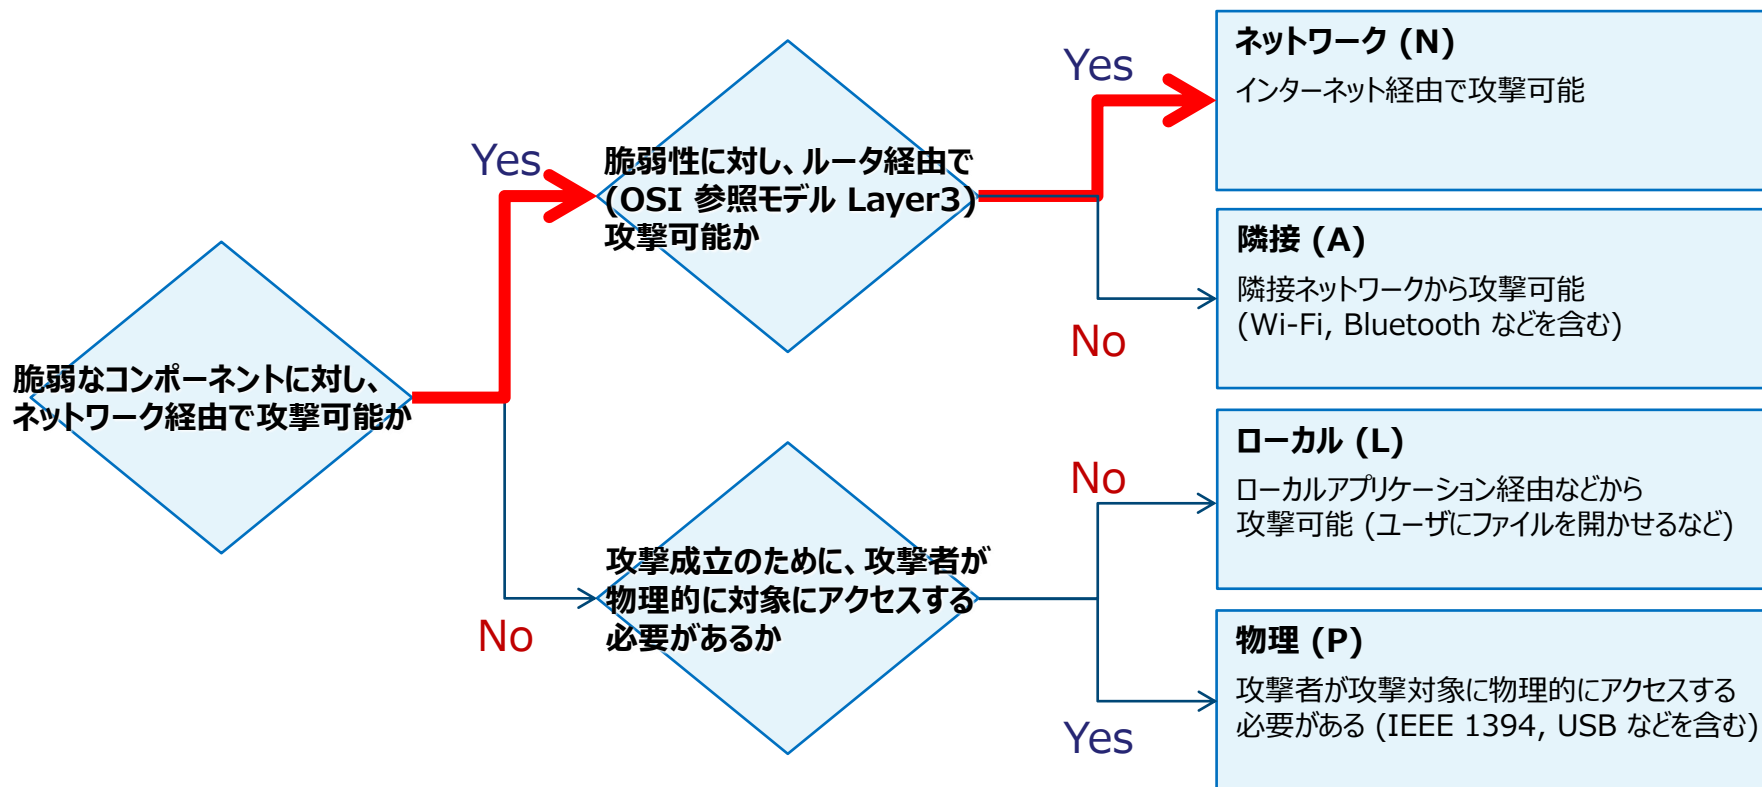 脆弱なコンポーネントに対し、
ネットワーク経由で攻撃可能か
Yes
No
脆弱性に対し、ルータ経由で
(OSI 参照モデル Layer3)
攻撃可能か
Yes
No
攻撃成立のために、攻撃者が
物理的に対象にアクセスする
必要があるか
No
Yes
ネットワーク (N)
インターネット経由で攻撃可能
隣接 (A)
隣接ネットワークから攻撃可能
(Wi-Fi, Bluetooth などを含む)
ローカル (L)
ローカルアプリケーション経由などから
攻撃可能 (ユーザにファイルを開かせるなど)
物理 (P)
攻撃者が攻撃対象に物理的にアクセスする
必要がある (IEEE 1394, USB などを含む)